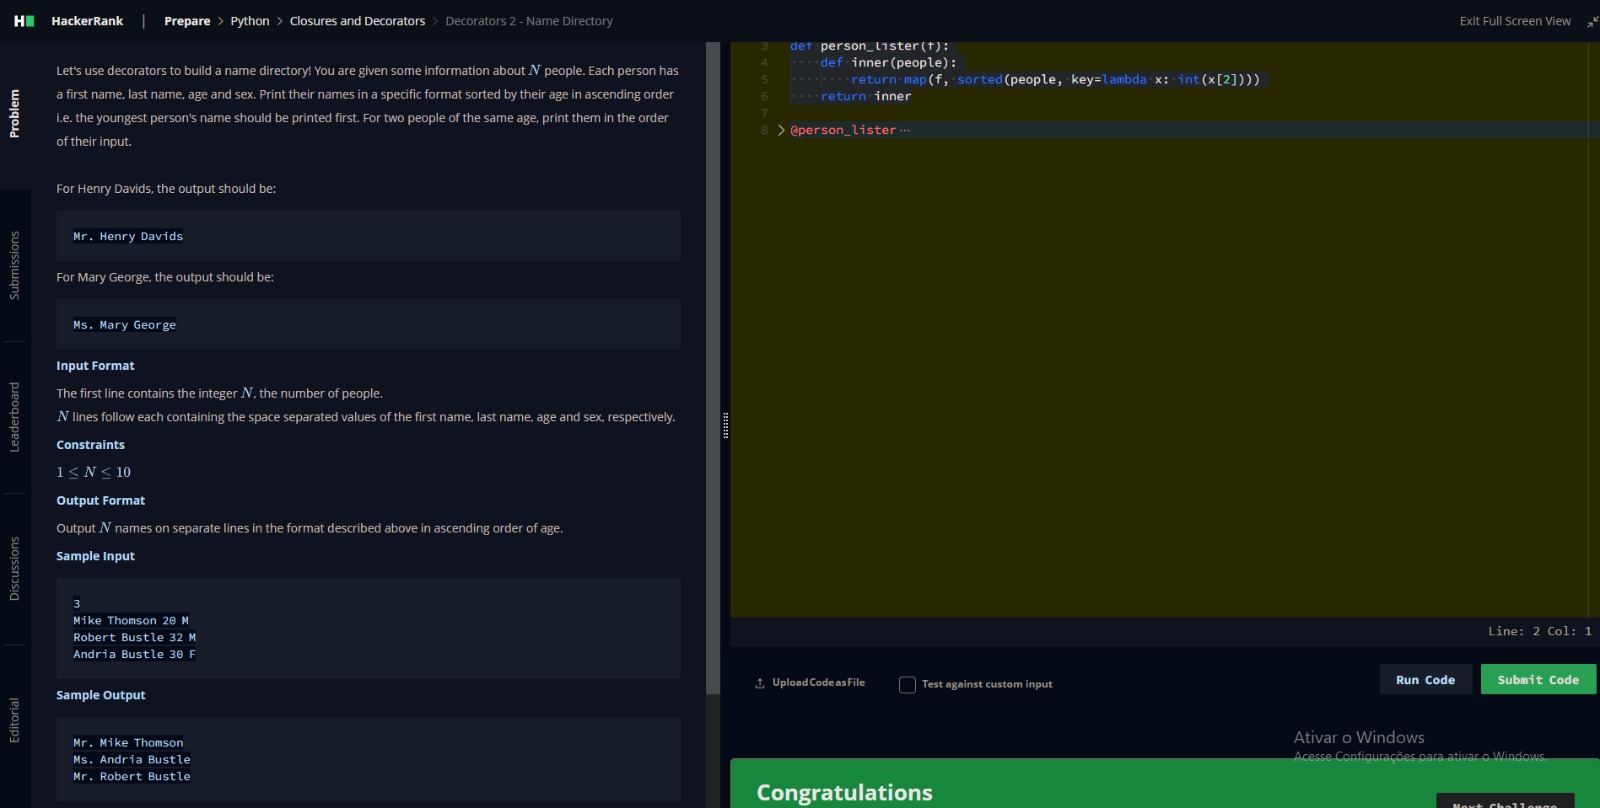 HackerRank | Prepare > Python > Closures and Decorators > Decorators 2 - Name Directory
Exit Full Screen View
Problem
Submissions
Leaderboard
Discussions
Editorial
Let's use decorators to build a name directory! You are given some information about N people. Each person has
a first name, last name, age and sex. Print their names in a specific format sorted by their age in ascending order
i.e. the youngest person's name should be printed first. For two people of the same age, print them in the order
of their input.
For Henry Davids, the output should be:
Mr. Henry Davids
For Mary George, the output should be:
Ms. Mary George
Input Format
The first line contains the integer N, the number of people.
N lines follow each containing the space separated values of the first name, last name, age and sex, respectively.
Constraints
1 ≤ N ≤ 10
Output Format
Output N names on separate lines in the format described above in ascending order of age.
Sample Input
3
Mike Thomson 20 M
Robert Bustle 32 M
Andria Bustle 30 F
Sample Output
Mr. Mike Thomson
Ms. Andria Bustle
Mr. Robert Bustle
3 def person_lister(f):
4 ····def inner(people):
5 ········return map(f, sorted(people, key=lambda x: int(x[2])))
6 ····return inner
7
8 > @person_lister ···
Line: 2 Col: 1
Upload Code as File
Test against custom input
Run Code
Submit Code
Ativar o Windows
Acesse Configurações para ativar o Windows.
Congratulations
Next Challenge